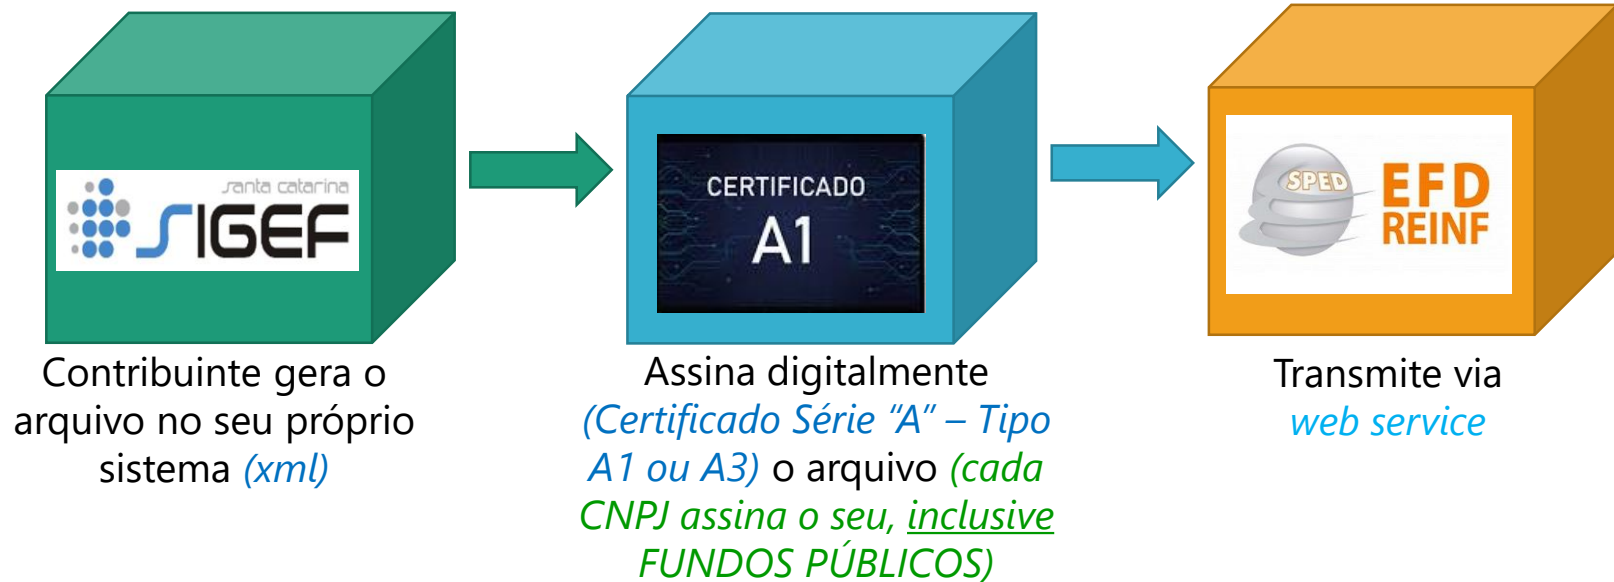 santa catarina
SIGEF
CERTIFICADO
A1
SPED
EFD
REINF
Contribuinte gera o
arquivo no seu próprio
sistema (xml)
Assina digitalmente
(Certificado Série “A” – Tipo
A1 ou A3) o arquivo (cada
CNPJ assina o seu, inclusive
FUNDOS PÚBLICOS)
Transmite via
web service